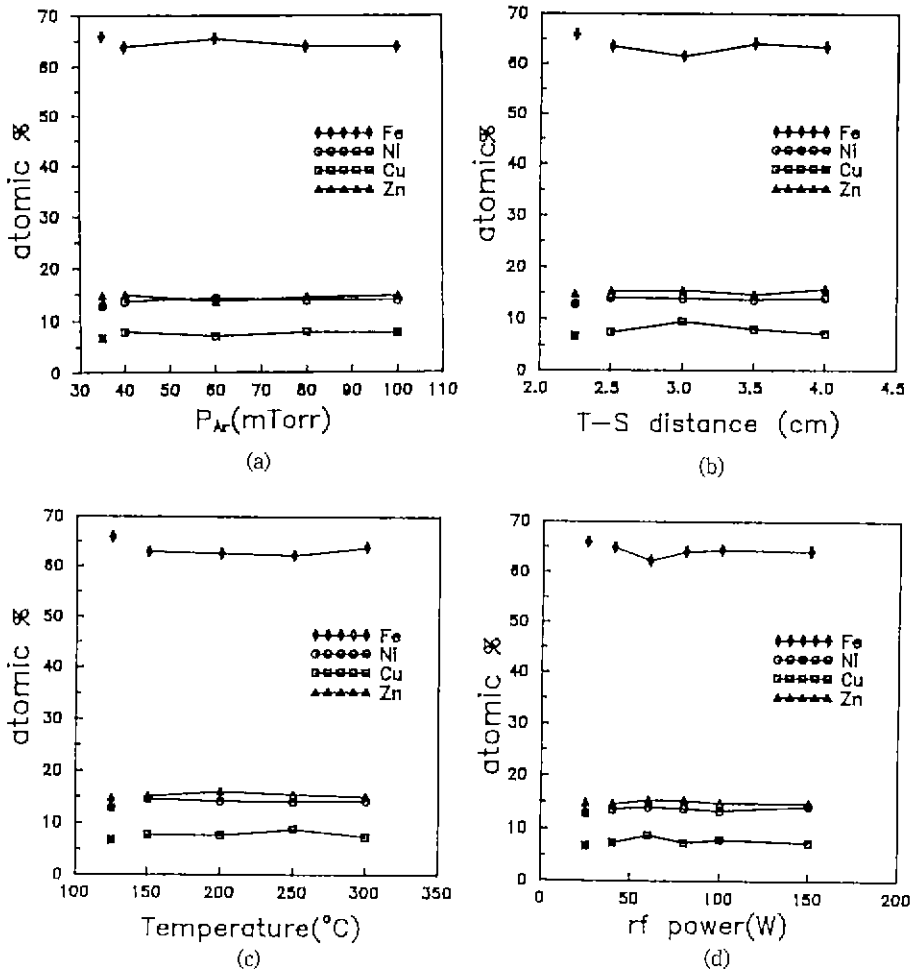 70
60
50
40
30
20
10
0
atomic %
Fe
Ni
Cu
Zn
30 40 50 60 70 80 90 100 110
P_Ar(mTorr)
(a)
70
60
50
40
30
20
10
0
atomic%
Fe
Ni
Cu
Zn
2.0 2.5 3.0 3.5 4.0 4.5
T-S distance (cm)
(b)
70
60
50
40
30
20
10
0
atomic %
Fe
Ni
Cu
Zn
100 150 200 250 300 350
Temperature(°C)
(c)
70
60
50
40
30
20
10
0
atomic %
Fe
Ni
Cu
Zn
0 50 100 150 200
rf power(W)
(d)